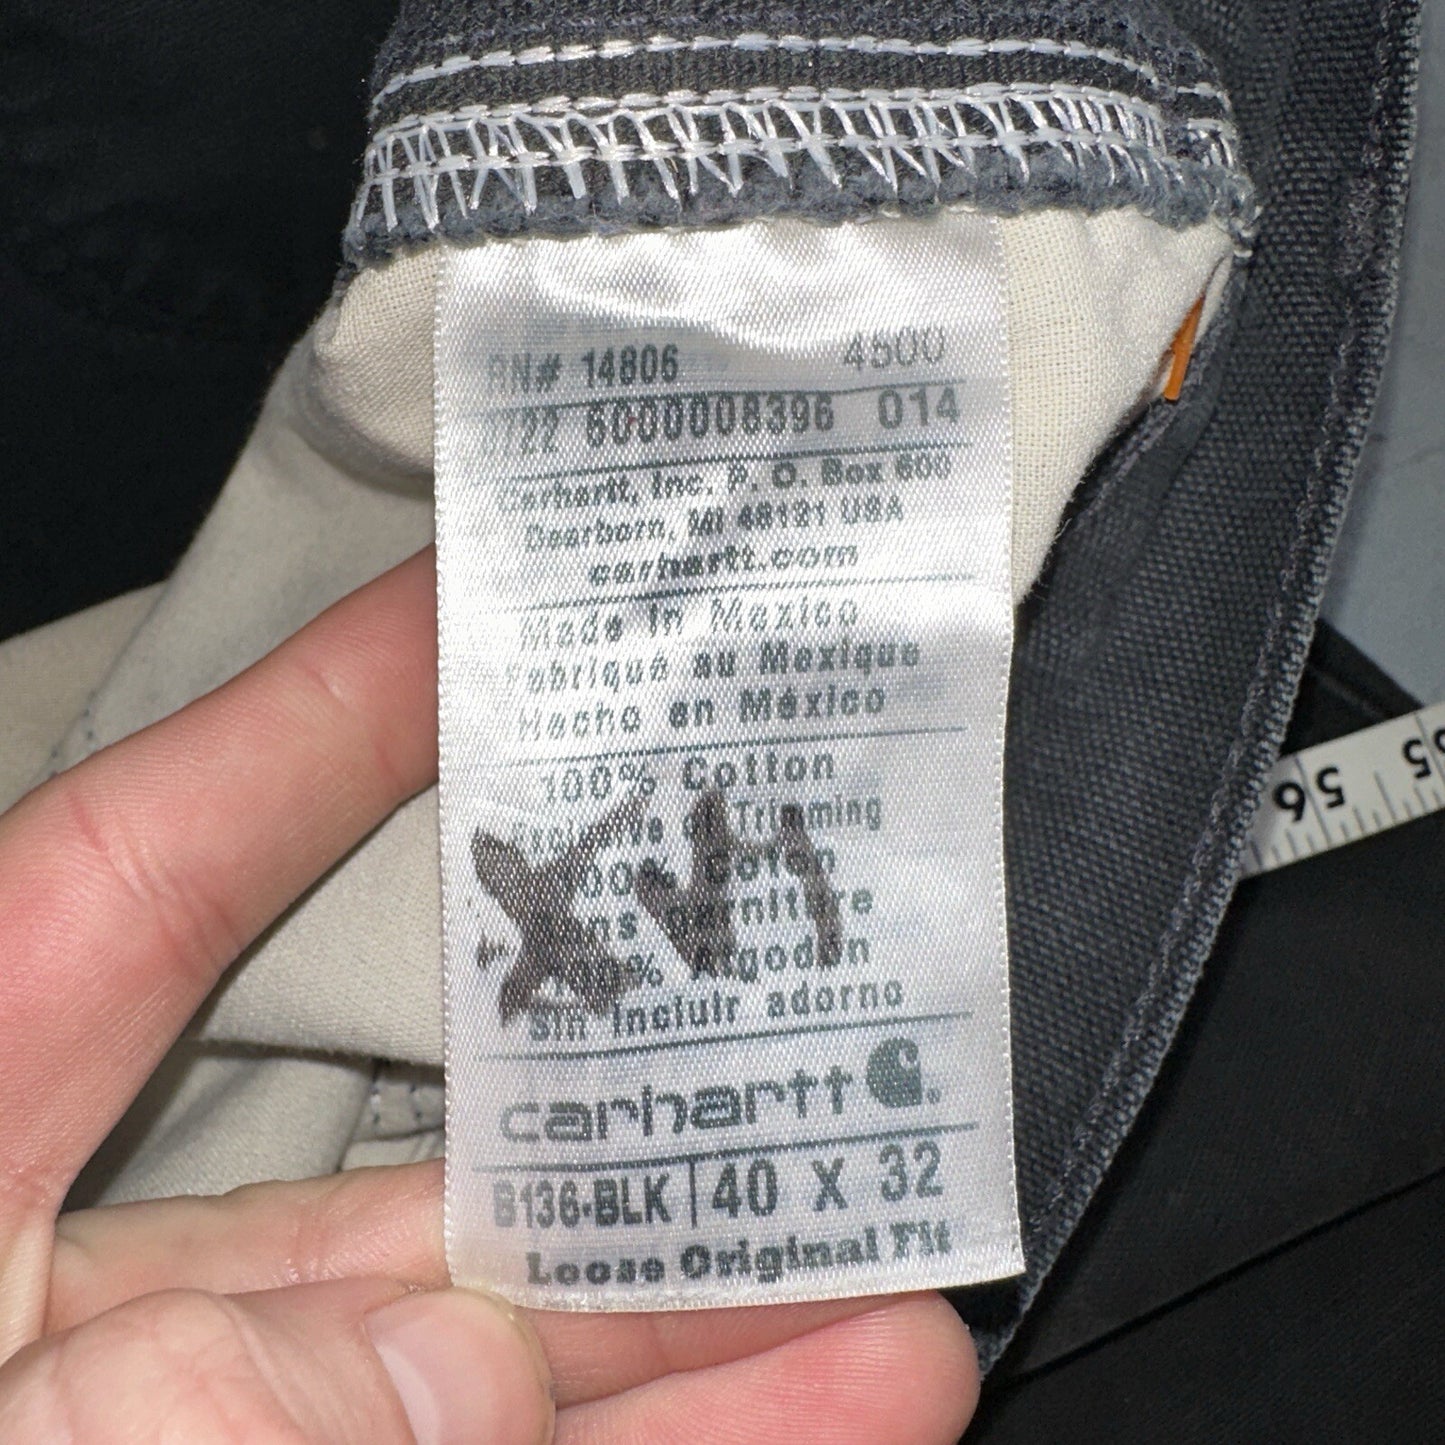 RN# 14806 4500
/22 6000008396 014
Carhartt, Inc. P. O. Box 600
Dearborn, MI 48121 USA
carhartt.com
Made in Mexico
Fabriqué au Mexique
Hecho en México
100% Cotton
Exclusive of Trimming
100% Coton
Sans garniture
100% Algodón
Sin incluir adorno
carhartt
B136-BLK 40 X 32
Loose Original Fit
56
55